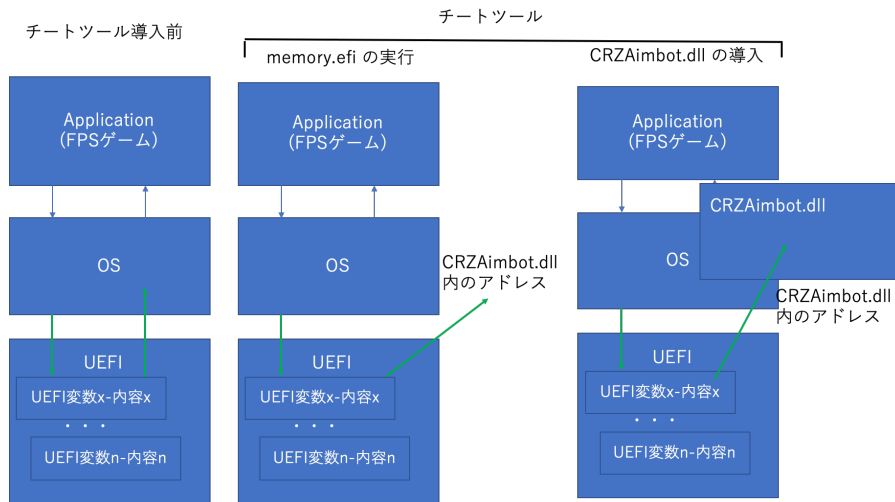 チートツール
チートツール導入前
memory.efi の実行
CRZAimbot.dll の導入
Application
(FPSゲーム)
OS
UEFI
UEFI変数x-内容x
・・・
UEFI変数n-内容n
Application
(FPSゲーム)
OS
CRZAimbot.dll
内のアドレス
UEFI
UEFI変数x-内容x
・・・
UEFI変数n-内容n
Application
(FPSゲーム)
CRZAimbot.dll
OS
CRZAimbot.dll
内のアドレス
UEFI
UEFI変数x-内容x
・・・
UEFI変数n-内容n